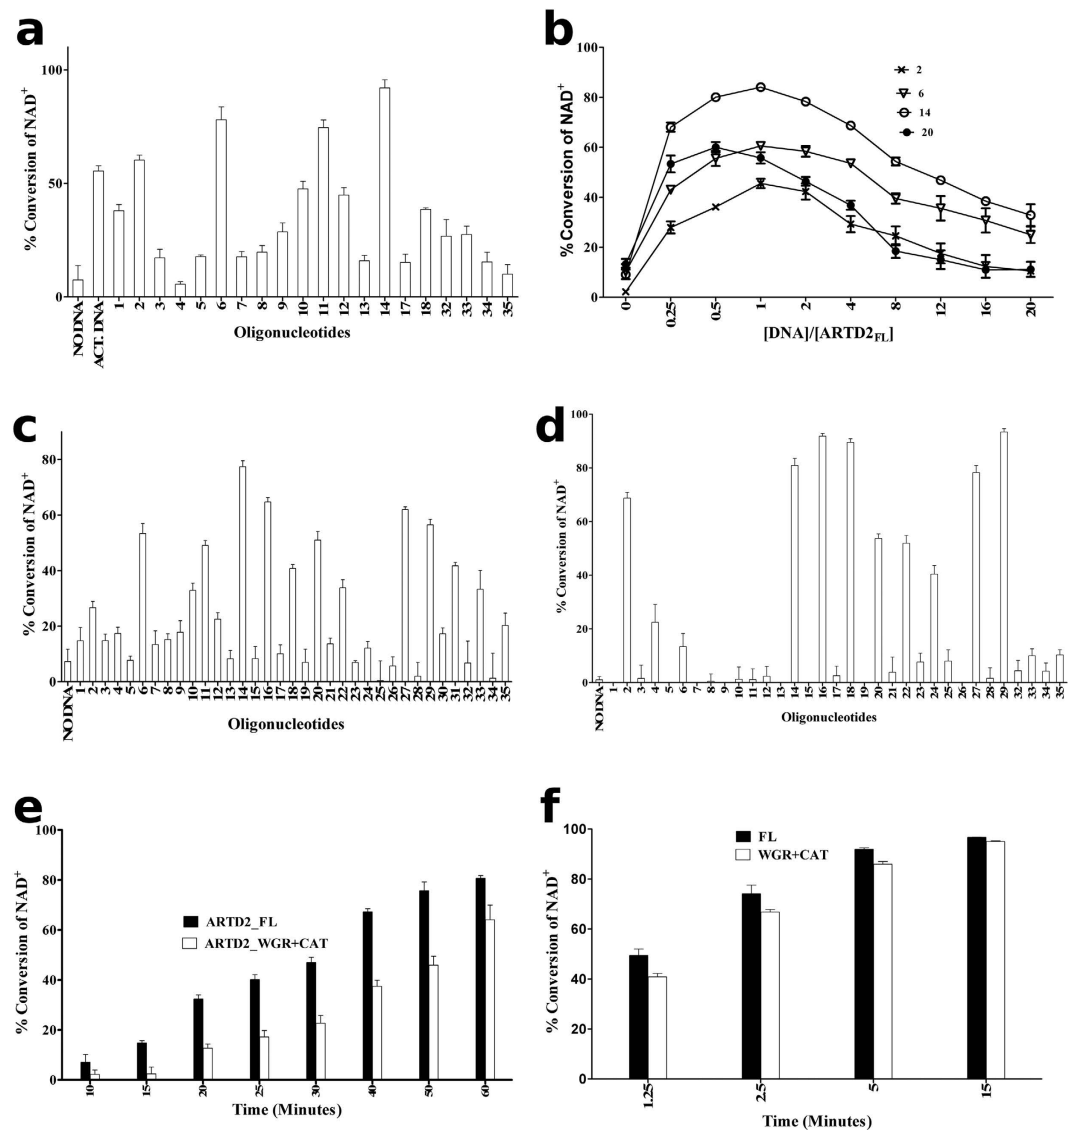 a
% Conversion of NAD+
100
50
0
NO DNA ACT. DNA 1 2 3 4 5 6 7 8 9 10 11 12 13 14 17 18 32 33 34 35
Oligonucleotides
b
% Conversion of NAD+
100
80
60
40
20
0
2
6
14
20
0 0.25 0.5 1 2 4 8 12 16 20
[DNA]/[ARTD2FL]
c
% Conversion of NAD+
80
60
40
20
0
NO DNA 1 2 3 4 5 6 7 8 9 10 11 12 13 14 15 16 17 18 19 20 21 22 23 24 25 26 27 28 29 30 31 32 33 34 35
Oligonucleotides
d
% Conversion of NAD+
100
80
60
40
20
0
NO DNA 1 2 3 4 5 6 7 8 9 10 11 12 13 14 15 16 17 18 19 20 21 22 23 24 25 26 27 28 29 32 33 34 35
Oligonucleotides
e
% Conversion of NAD+
100
80
60
40
20
0
ARTD2_FL
ARTD2_WGR+CAT
10 15 20 25 30 40 50 60
Time (Minutes)
f
% Conversion of NAD+
100
80
60
40
20
0
FL
WGR+CAT
1.25 2.5 5 15
Time (Minutes)